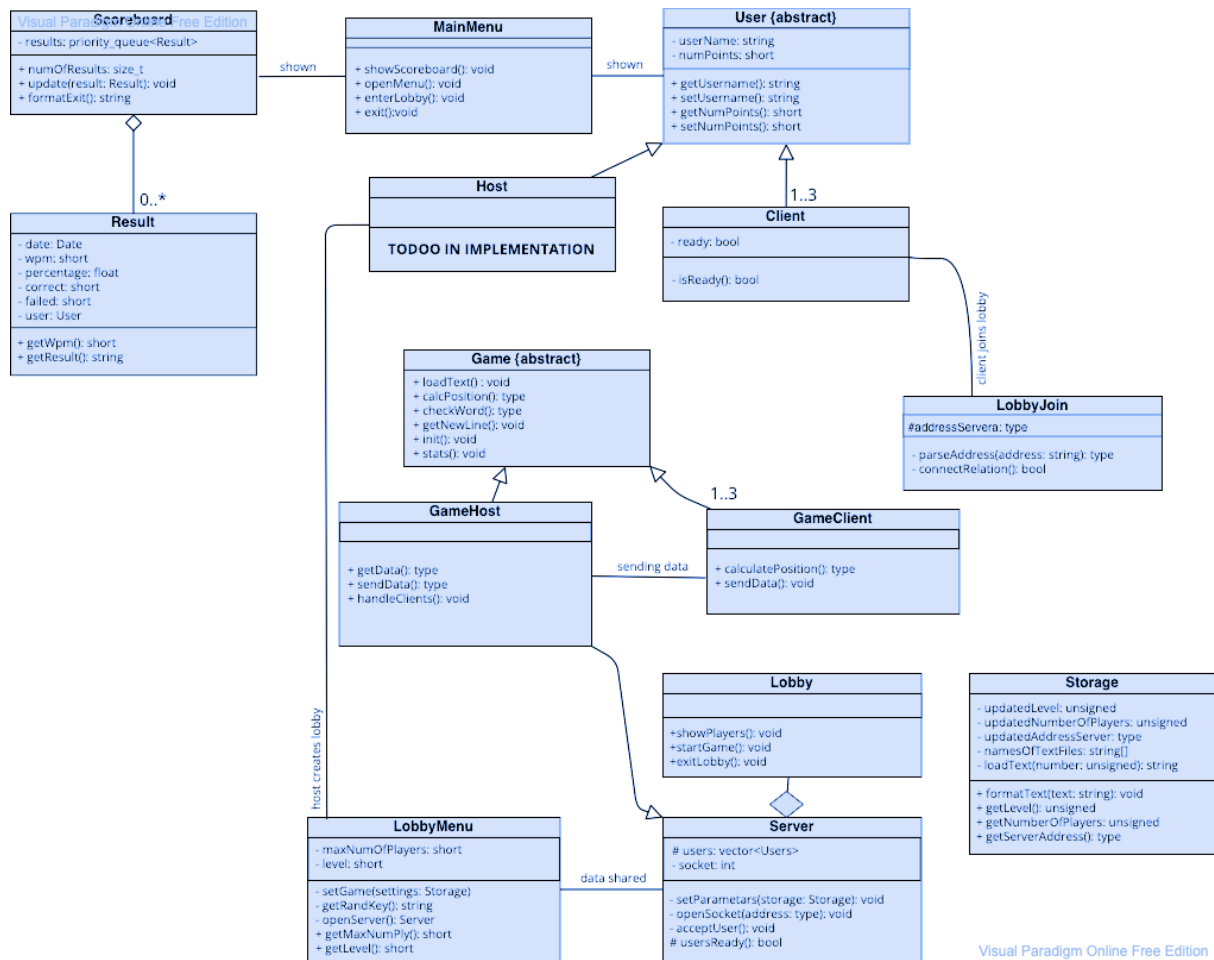 Visual Paradigm Online Free Edition
Scoreboard
- results: priority_queue<Result>
+ numOfResults: size_t
+ update(result: Result): void
+ formatExit(): string
shown
MainMenu
+ showScoreboard(): void
+ openMenu(): void
+ enterLobby(): void
+ exit():void
shown
User {abstract}
- userName: string
- numPoints: short
+ getUsername(): string
+ setUsername(): string
+ getNumPoints(): short
+ setNumPoints(): short
0..*
Result
- date: Date
- wpm: short
- percentage: float
- correct: short
- failed: short
- user: User
+ getWpm(): short
+ getResult(): string
Host
TODOO IN IMPLEMENTATION
1..3
Client
- ready: bool
- isReady(): bool
client joins lobby
Game {abstract}
+ loadText() : void
+ calcPosition(): type
+ checkWord(): type
+ getNewLine(): void
+ init(): void
+ stats(): void
LobbyJoin
#addressServera: type
- parseAddress(address: string): type
- connectRelation(): bool
GameHost
+ getData(): type
+ sendData(): type
+ handleClients(): void
sending data
1..3
GameClient
+ calculatePosition(): type
+ sendData(): void
host creates lobby
Lobby
+showPlayers(): void
+startGame(): void
+exitLobby(): void
Storage
- updatedLevel: unsigned
- updatedNumberOfPlayers: unsigned
- updatedAddressServer: type
- namesOfTextFiles: string[]
- loadText(number: unsigned): string
+ formatText(text: string): void
+ getLevel(): unsigned
+ getNumberOfPlayers: unsigned
+ getServerAddress(): type
LobbyMenu
- maxNumOfPlayers: short
- level: short
- setGame(settings: Storage)
- getRandKey(): string
- openServer(): Server
+ getMaxNumPly(): short
+ getLevel(): short
data shared
Server
# users: vector<Users>
- socket: int
- setParametars(storage: Storage): void
- openSocket(address: type): void
- acceptUser(): void
# usersReady(): bool
Visual Paradigm Online Free Edition